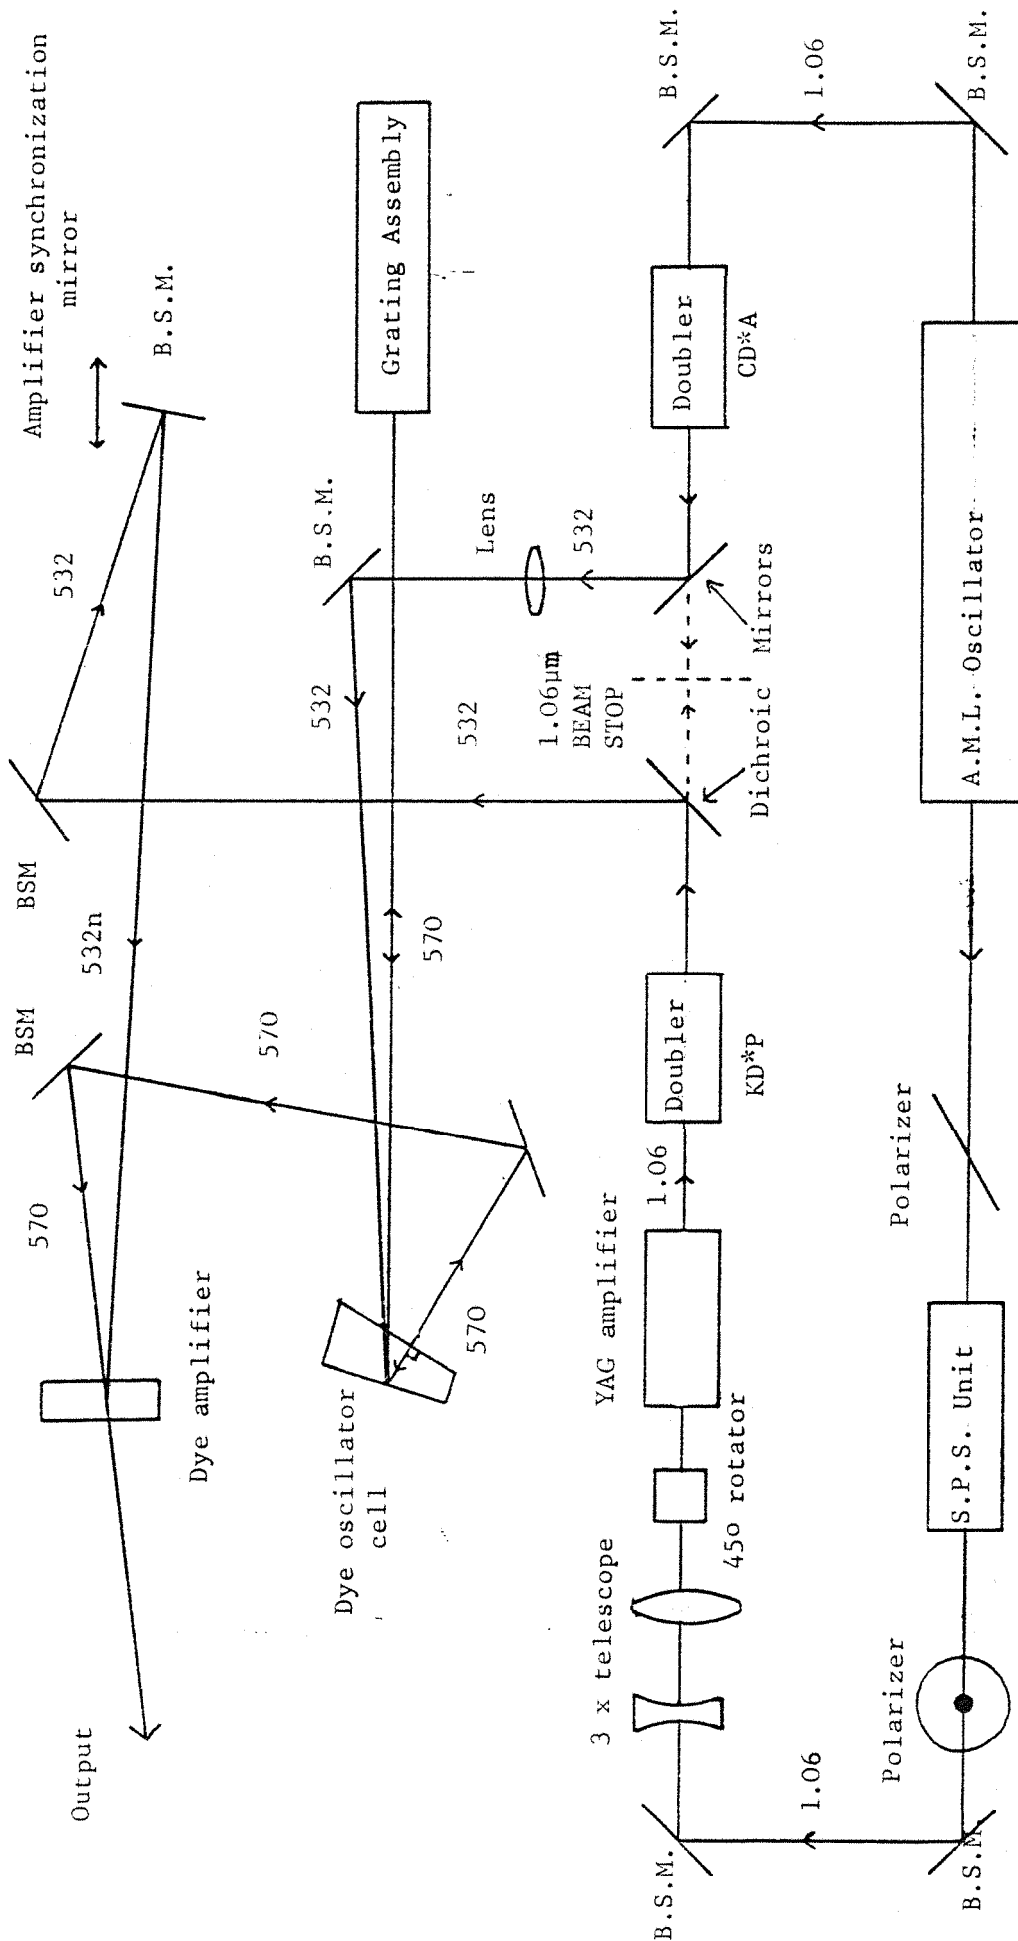 Amplifier synchronization
mirror
B.S.M.
532
BSM
532n
BSM
570
570
Output
Dye amplifier
Grating Assembly
B.S.M.
532
532
Lens
532
570
570
Dye oscillator
cell
1.06µm
BEAM
STOP
Dichroic Mirrors
B.S.M.
1.06
B.S.M.
Doubler
CD*A
Doubler
KD*P
1.06
YAG amplifier
45o rotator
3 x telescope
B.S.M.
1.06
B.S.M.
Polarizer
S.P.S. Unit
Polarizer
A.M.L. Oscillator